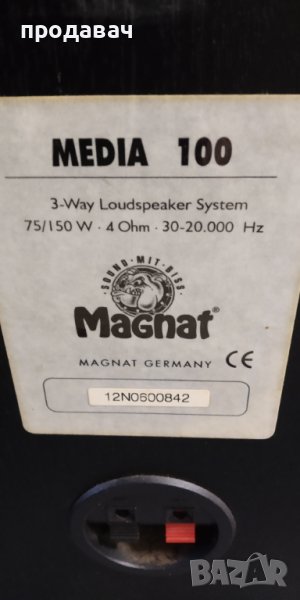 продавач
MEDIA 100
3-Way Loudspeaker System
75/150 W · 4 Ohm · 30-20.000 Hz
·SOUND·MIT·BISS·
Magnat®
MAGNAT GERMANY CE
12N0600842
BAZAR